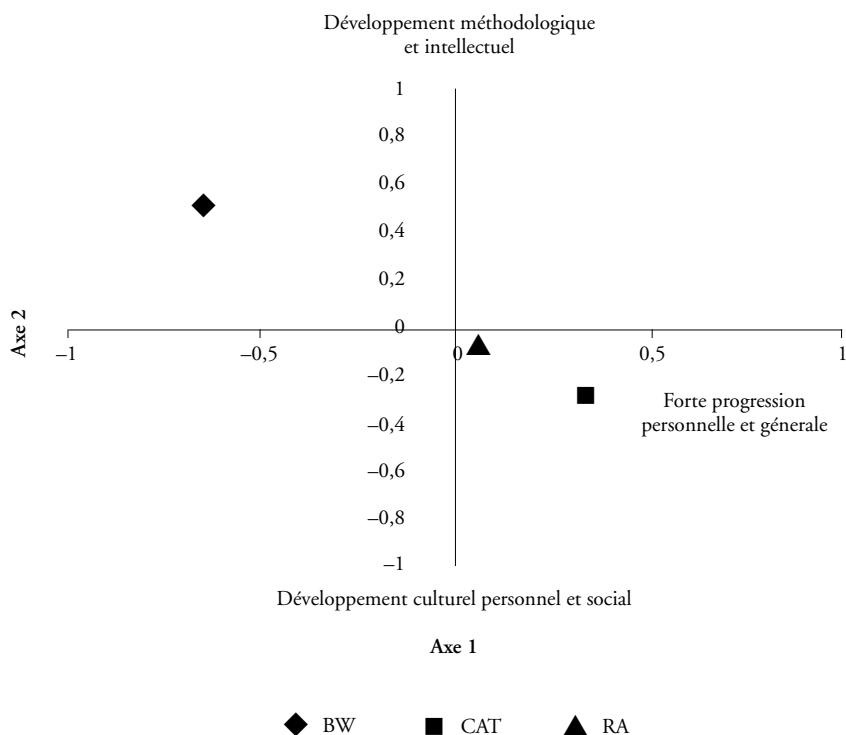 Développement méthodologique
et intellectuel
1
0,8
0,6
0,4
0,2
0
–0,2
–0,4
–0,6
–0,8
–1
–1
–0,5
0
0,5
1
Axe 2
Forte progression
personnelle et génerale
Développement culturel personnel et social
Axe 1
BW CAT RA